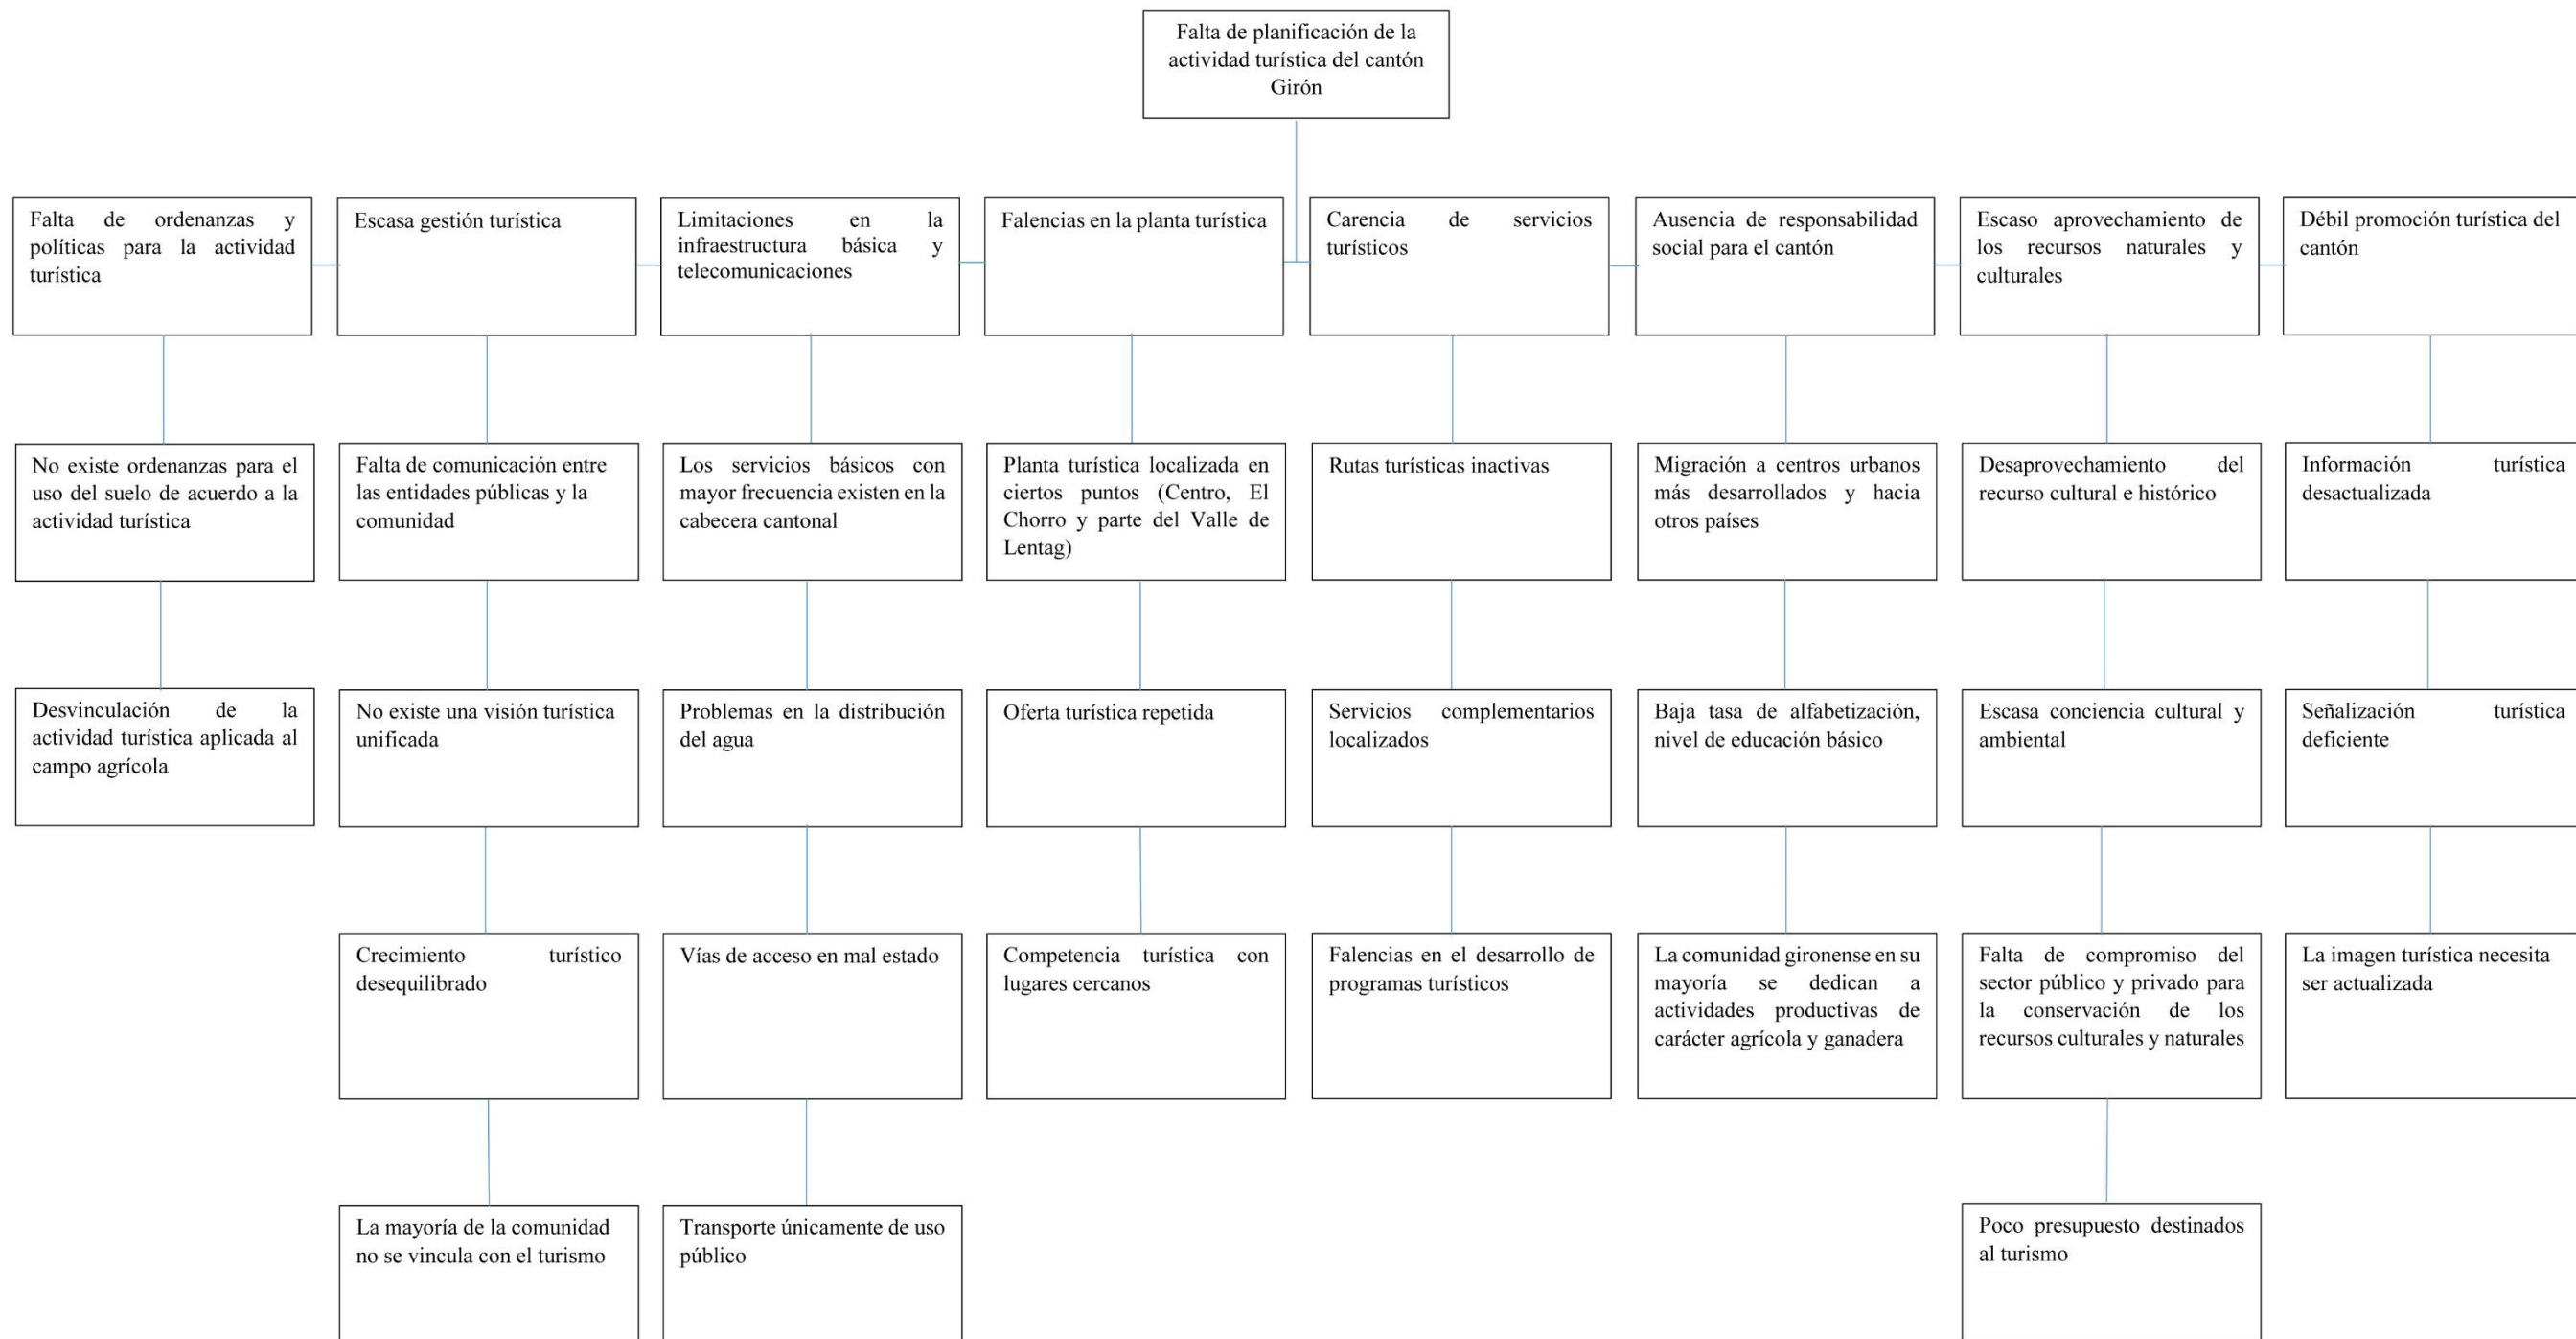 Falta de planificación de la
actividad turística del cantón
Girón
Falta de ordenanzas y
políticas para la actividad
turística
Escasa gestión turística
Limitaciones en la
infraestructura básica y
telecomunicaciones
Falencias en la planta turística
Carencia de servicios
turísticos
Ausencia de responsabilidad
social para el cantón
Escaso aprovechamiento de
los recursos naturales y
culturales
Débil promoción turística del
cantón
No existe ordenanzas para el
uso del suelo de acuerdo a la
actividad turística
Falta de comunicación entre
las entidades públicas y la
comunidad
Los servicios básicos con
mayor frecuencia existen en la
cabecera cantonal
Planta turística localizada en
ciertos puntos (Centro, El
Chorro y parte del Valle de
Lentag)
Rutas turísticas inactivas
Migración a centros urbanos
más desarrollados y hacia
otros países
Desaprovechamiento del
recurso cultural e histórico
Información turística
desactualizada
Desvinculación de la
actividad turística aplicada al
campo agrícola
No existe una visión turística
unificada
Problemas en la distribución
del agua
Oferta turística repetida
Servicios complementarios
localizados
Baja tasa de alfabetización,
nivel de educación básico
Escasa conciencia cultural y
ambiental
Señalización turística
deficiente
Crecimiento turístico
desequilibrado
Vías de acceso en mal estado
Competencia turística con
lugares cercanos
Falencias en el desarrollo de
programas turísticos
La comunidad gironense en su
mayoría se dedican a
actividades productivas de
carácter agrícola y ganadera
Falta de compromiso del
sector público y privado para
la conservación de los
recursos culturales y naturales
La imagen turística necesita
ser actualizada
La mayoría de la comunidad
no se vincula con el turismo
Transporte únicamente de uso
público
Poco presupuesto destinados
al turismo